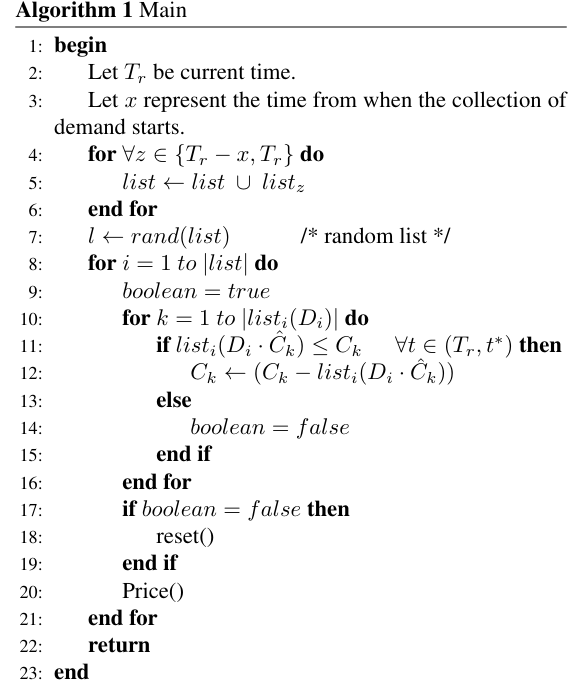 Algorithm 1 Main
1: begin
2: Let T_r be current time.
3: Let x represent the time from when the collection of
demand starts.
4: for ∀z ∈ {T_r − x, T_r} do
5: list ← list ∪ list_z
6: end for
7: l ← rand(list) /* random list */
8: for i = 1 to |list| do
9: boolean = true
10: for k = 1 to |list_i(D_i)| do
11: if list_i(D_i · Ĉ_k) ≤ C_k ∀t ∈ (T_r, t*) then
12: C_k ← (C_k − list_i(D_i · Ĉ_k))
13: else
14: boolean = false
15: end if
16: end for
17: if boolean = false then
18: reset()
19: end if
20: Price()
21: end for
22: return
23: end